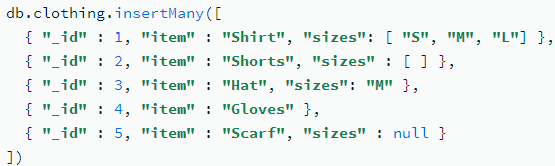 db.clothing.insertMany([
  { "_id" : 1, "item" : "Shirt", "sizes": [ "S", "M", "L"] },
  { "_id" : 2, "item" : "Shorts", "sizes" : [ ] },
  { "_id" : 3, "item" : "Hat", "sizes": "M" },
  { "_id" : 4, "item" : "Gloves" },
  { "_id" : 5, "item" : "Scarf", "sizes" : null }
])